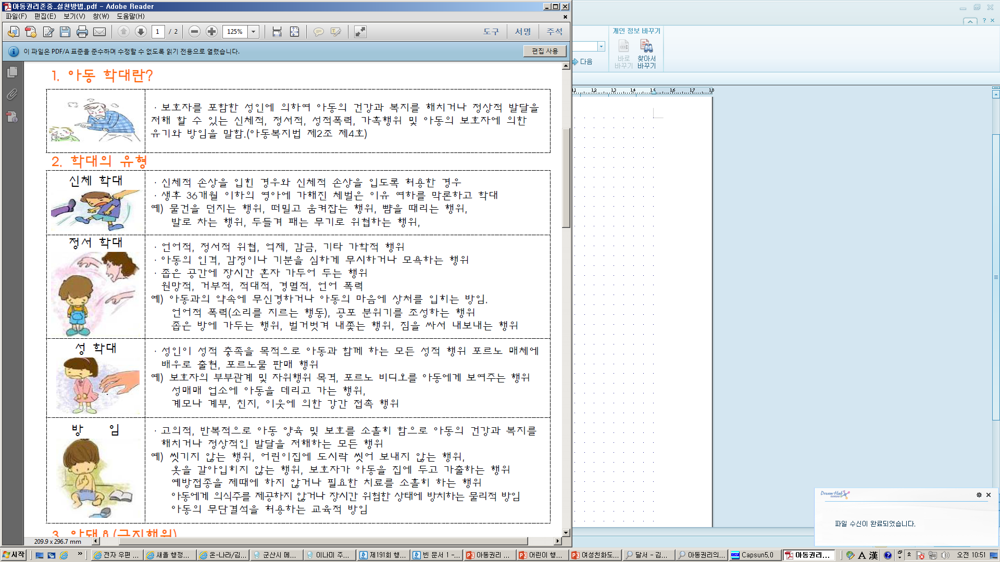 아동권리존중_실천방법.pdf - Adobe Reader
파일(F) 편집(E) 보기(V) 창(W) 도움말(H)
1 / 2 125% 도구 서명 주석
이 파일은 PDF/A 표준을 준수하며 수정할 수 없도록 읽기 전용으로 열렸습니다. 편집 사용
1. 아동 학대란?
· 보호자를 포함한 성인에 의하여 아동의 건강과 복지를 해치거나 정상적 발달을
저해 할 수 있는 신체적, 정서적, 성적폭력, 가혹행위 및 아동의 보호자에 의한
유기와 방임을 말함.(아동복지법 제2조 제4호)
2. 학대의 유형
신체 학대
· 신체적 손상을 입힌 경우와 신체적 손상을 입도록 허용한 경우
· 생후 36개월 이하의 영아에 가해진 체벌은 이유 여하를 막론하고 학대
예) 물건을 던지는 행위, 떠밀고 움켜잡는 행위, 뺨을 때리는 행위,
발로 차는 행위, 두들겨 패는 무기로 위협하는 행위,
정서 학대
· 언어적, 정서적 위협, 억제, 감금, 기타 가학적 행위
· 아동의 인격, 감정이나 기분을 심하게 무시하거나 모욕하는 행위
· 좁은 공간에 장시간 혼자 가두어 두는 행위
원망적, 거부적, 적대적, 경멸적, 언어 폭력
예) 아동과의 약속에 무신경하거나 아동의 마음에 상처를 입히는 방임.
언어적 폭력(소리를 지르는 행동), 공포 분위기를 조성하는 행위
좁은 방에 가두는 행위, 벌거벗겨 내쫓는 행위, 짐을 싸서 내보내는 행위
성 학대
· 성인이 성적 충족을 목적으로 아동과 함께 하는 모든 성적 행위 포르노 매체에
배우로 출현, 포르노물 판매 행위
예) 보호자의 부부관계 및 자위행위 목격, 포르노 비디오를 아동에게 보여주는 행위
성매매 업소에 아동을 데리고 가는 행위,
계모나 계부, 친지, 이웃에 의한 강간 접촉 행위
방 임
· 고의적, 반복적으로 아동 양육 및 보호를 소홀히 함으로 아동의 건강과 복지를
해치거나 정상적인 발달을 저해하는 모든 행위
예) 씻기지 않는 행위, 어린이집에 도시락 씻어 보내지 않는 행위,
옷을 갈아입히지 않는 행위, 보호자가 아동을 집에 두고 가출하는 행위
예방접종을 제때에 하지 않거나 필요한 치료를 소홀히 하는 행위
아동에게 의식주를 제공하지 않거나 장시간 위험한 상태에 방치하는 물리적 방임
아동의 무단결석을 허용하는 교육적 방임
209.9 x 296.7 mm
개인 정보 바꾸기
다음
바로 바꾸기
찾아서 바꾸기
11 12 13 14 15 16 17 18
Dream Hub
파일 수신이 완료되었습니다.
시작 » 전자 우편 ... 새올 행정... 온-나라/김... 군산시 메... 이나미 주... 제191회 행... 빈 문서 1 -... 아동권리 ... 어린이 행... 여성친화도... 달서 - 김... 아동권리의... Capsun5.0 아동권리... A 漢 오전 10:51